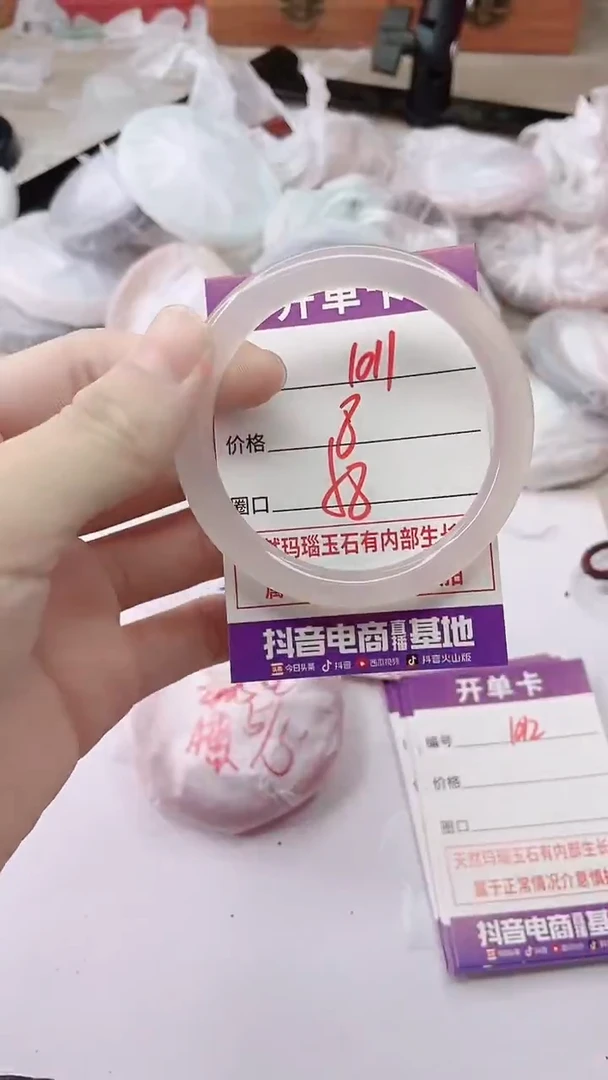 开单卡
1011
价格 8
圈口 58
然玛瑙玉石有内部生长
属
抖音电商直播基地
今日头条 抖音 西瓜视频 抖音火山版
开单卡
编号 1012
价格
圈口
天然玛瑙玉石有内部生长
属于正常情况介意慎拍
抖音电商直播基